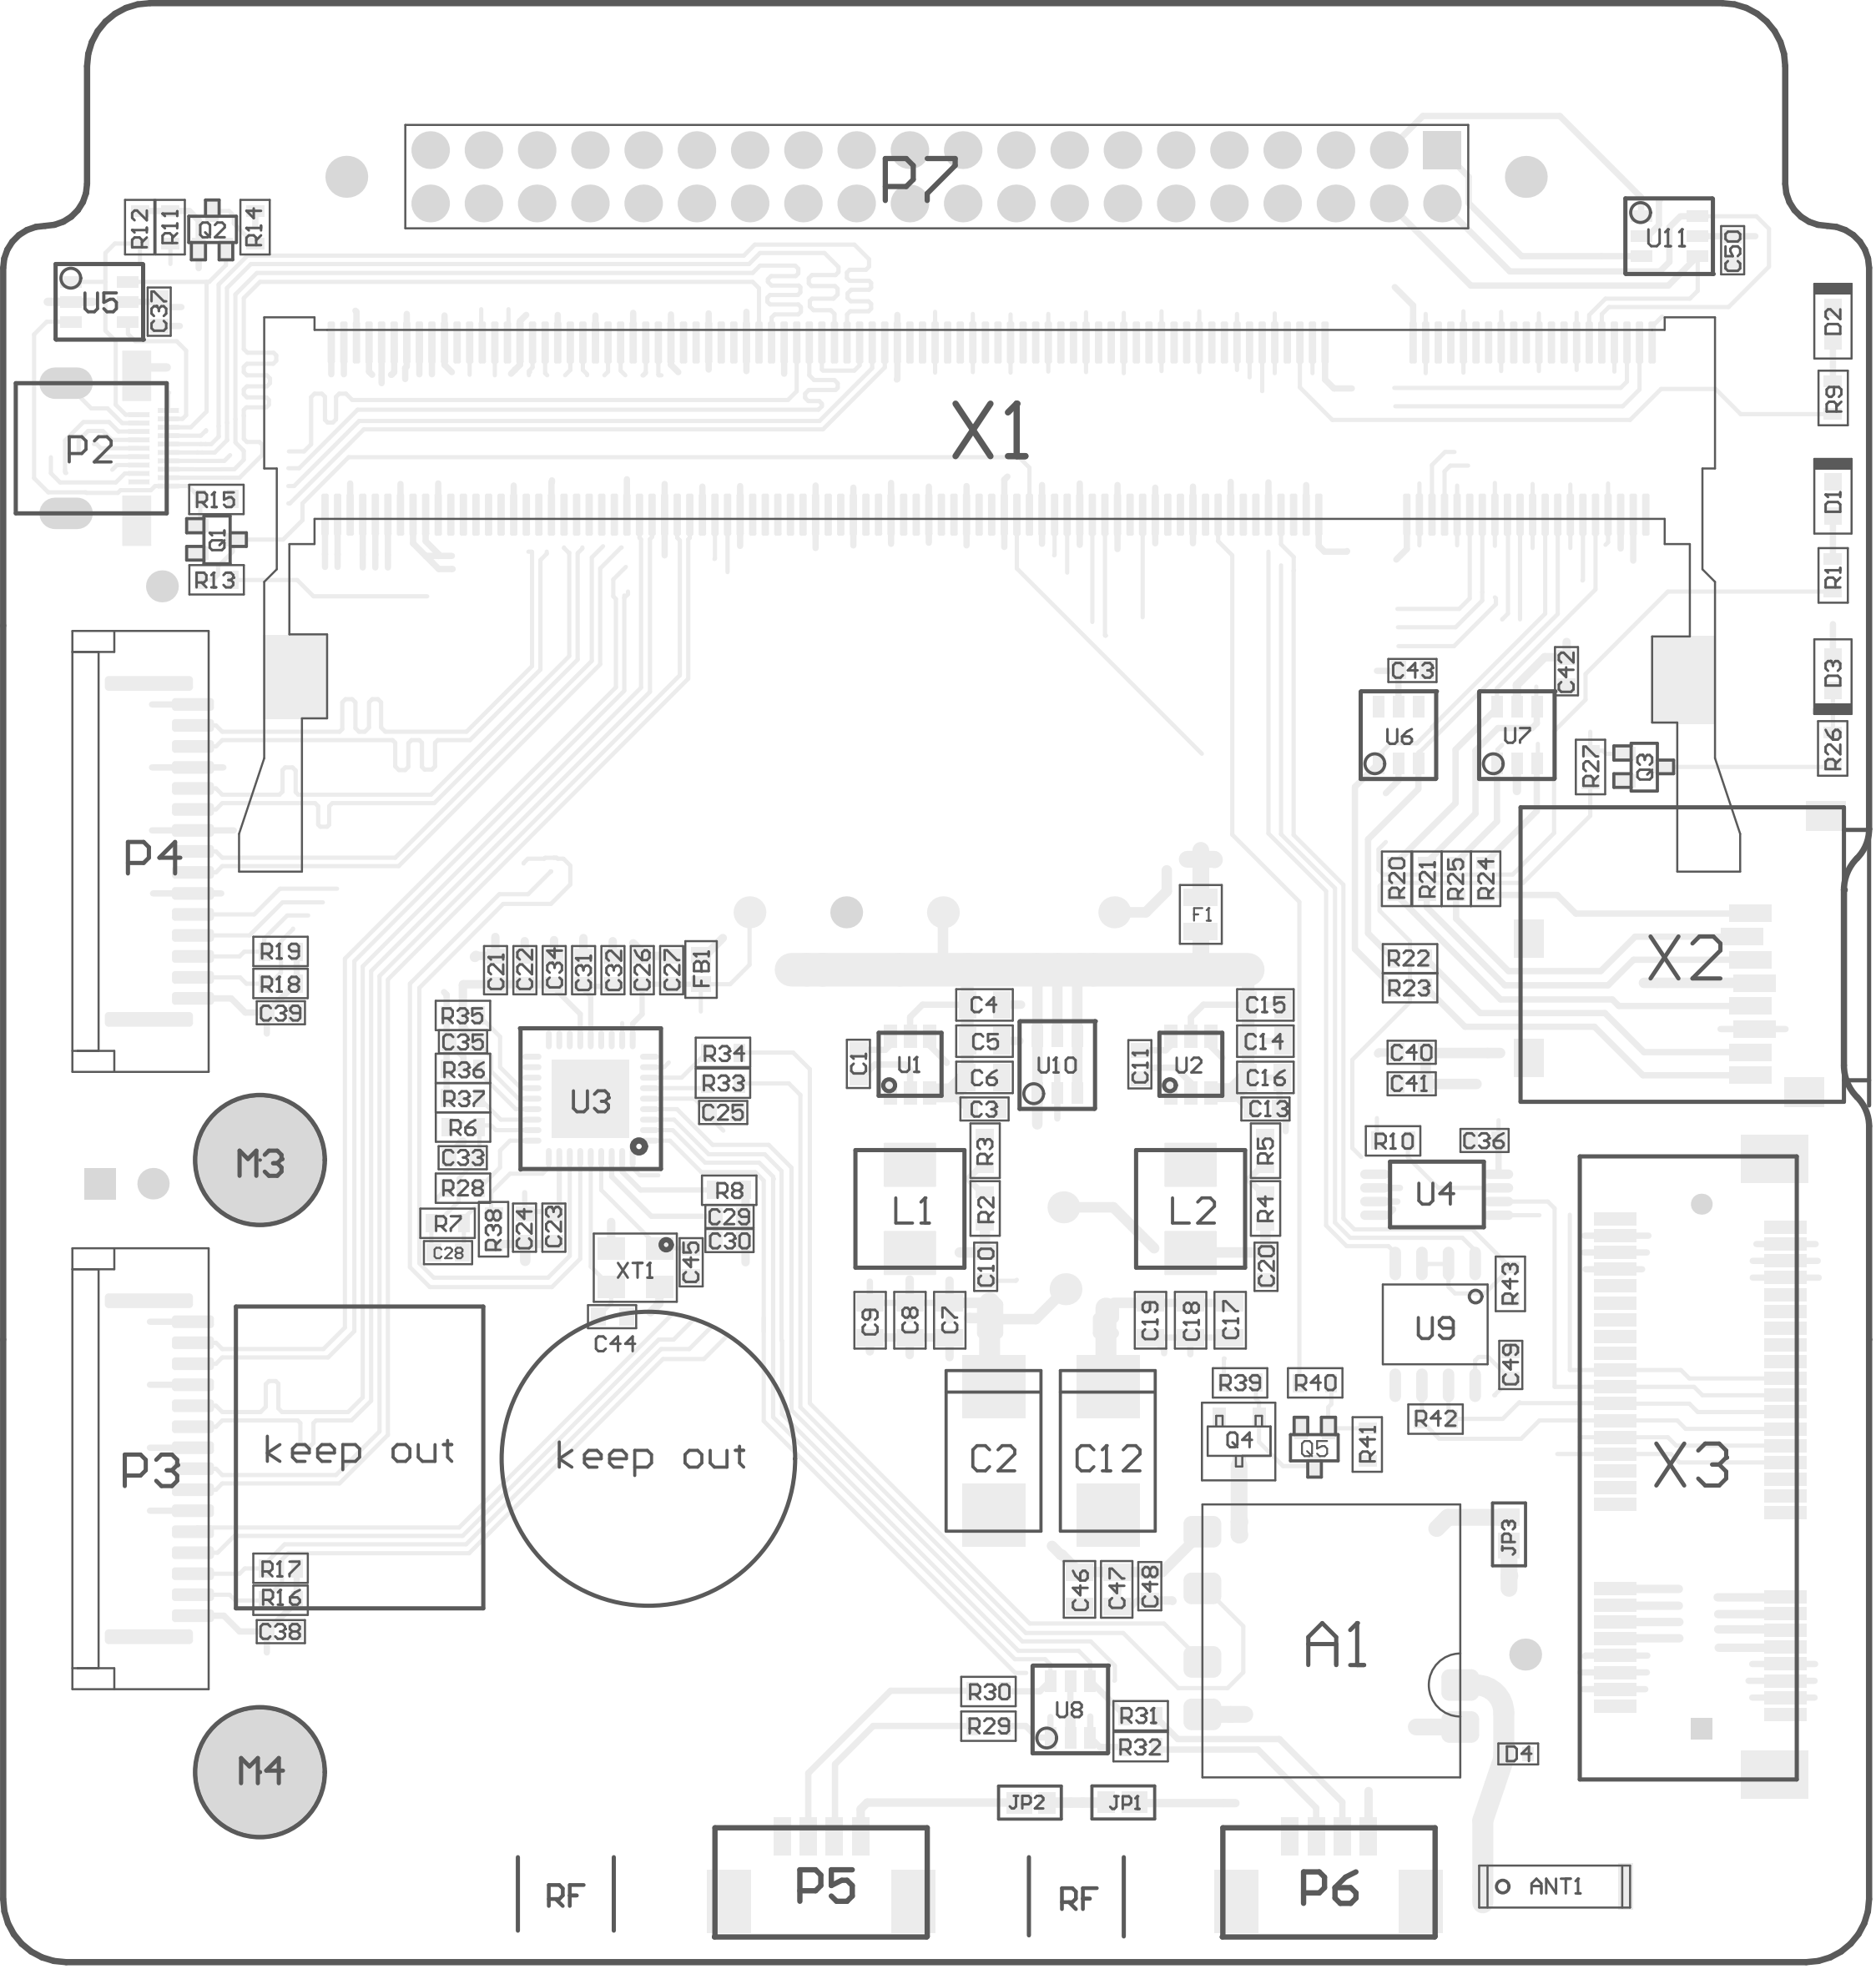 P7
R12 R11 Q2 R14
U11 C50
U5 C37
D2
R9
X1
P2
R15
Q1
R13
D1
R1
C43 C42
D3
U6 U7
R27 Q3 R26
P4
R20 R21 R25 R24
F1
X2
R19
R18
C39
C21 C22 C34 C31 C32 C26 C27 FB1
R22
R23
R35
C35
R36
R37
R6
C33
R28
U3
R34
R33
C25
C1 U1
C4
C5
C6
C3
U10
C11 U2
C15
C14
C16
C13
C40
C41
R10 C36
M3
R7
C28
R38 C24 C23
R8
C29
C30
XT1 C45
C44
L1
R3
R2
C10
L2
R5
R4
C20
U4
R43
U9
C49
C9 C8 C7
C19 C18 C17
R39 R40
R42
P3
keep out
keep out
C2 C12
Q4 Q5 R41
X3
JP3
R17
R16
C38
C46 C47 C48
A1
M4
R30
R29
U8
R31
R32
D4
JP2 JP1
RF
P5
RF
P6
ANT1